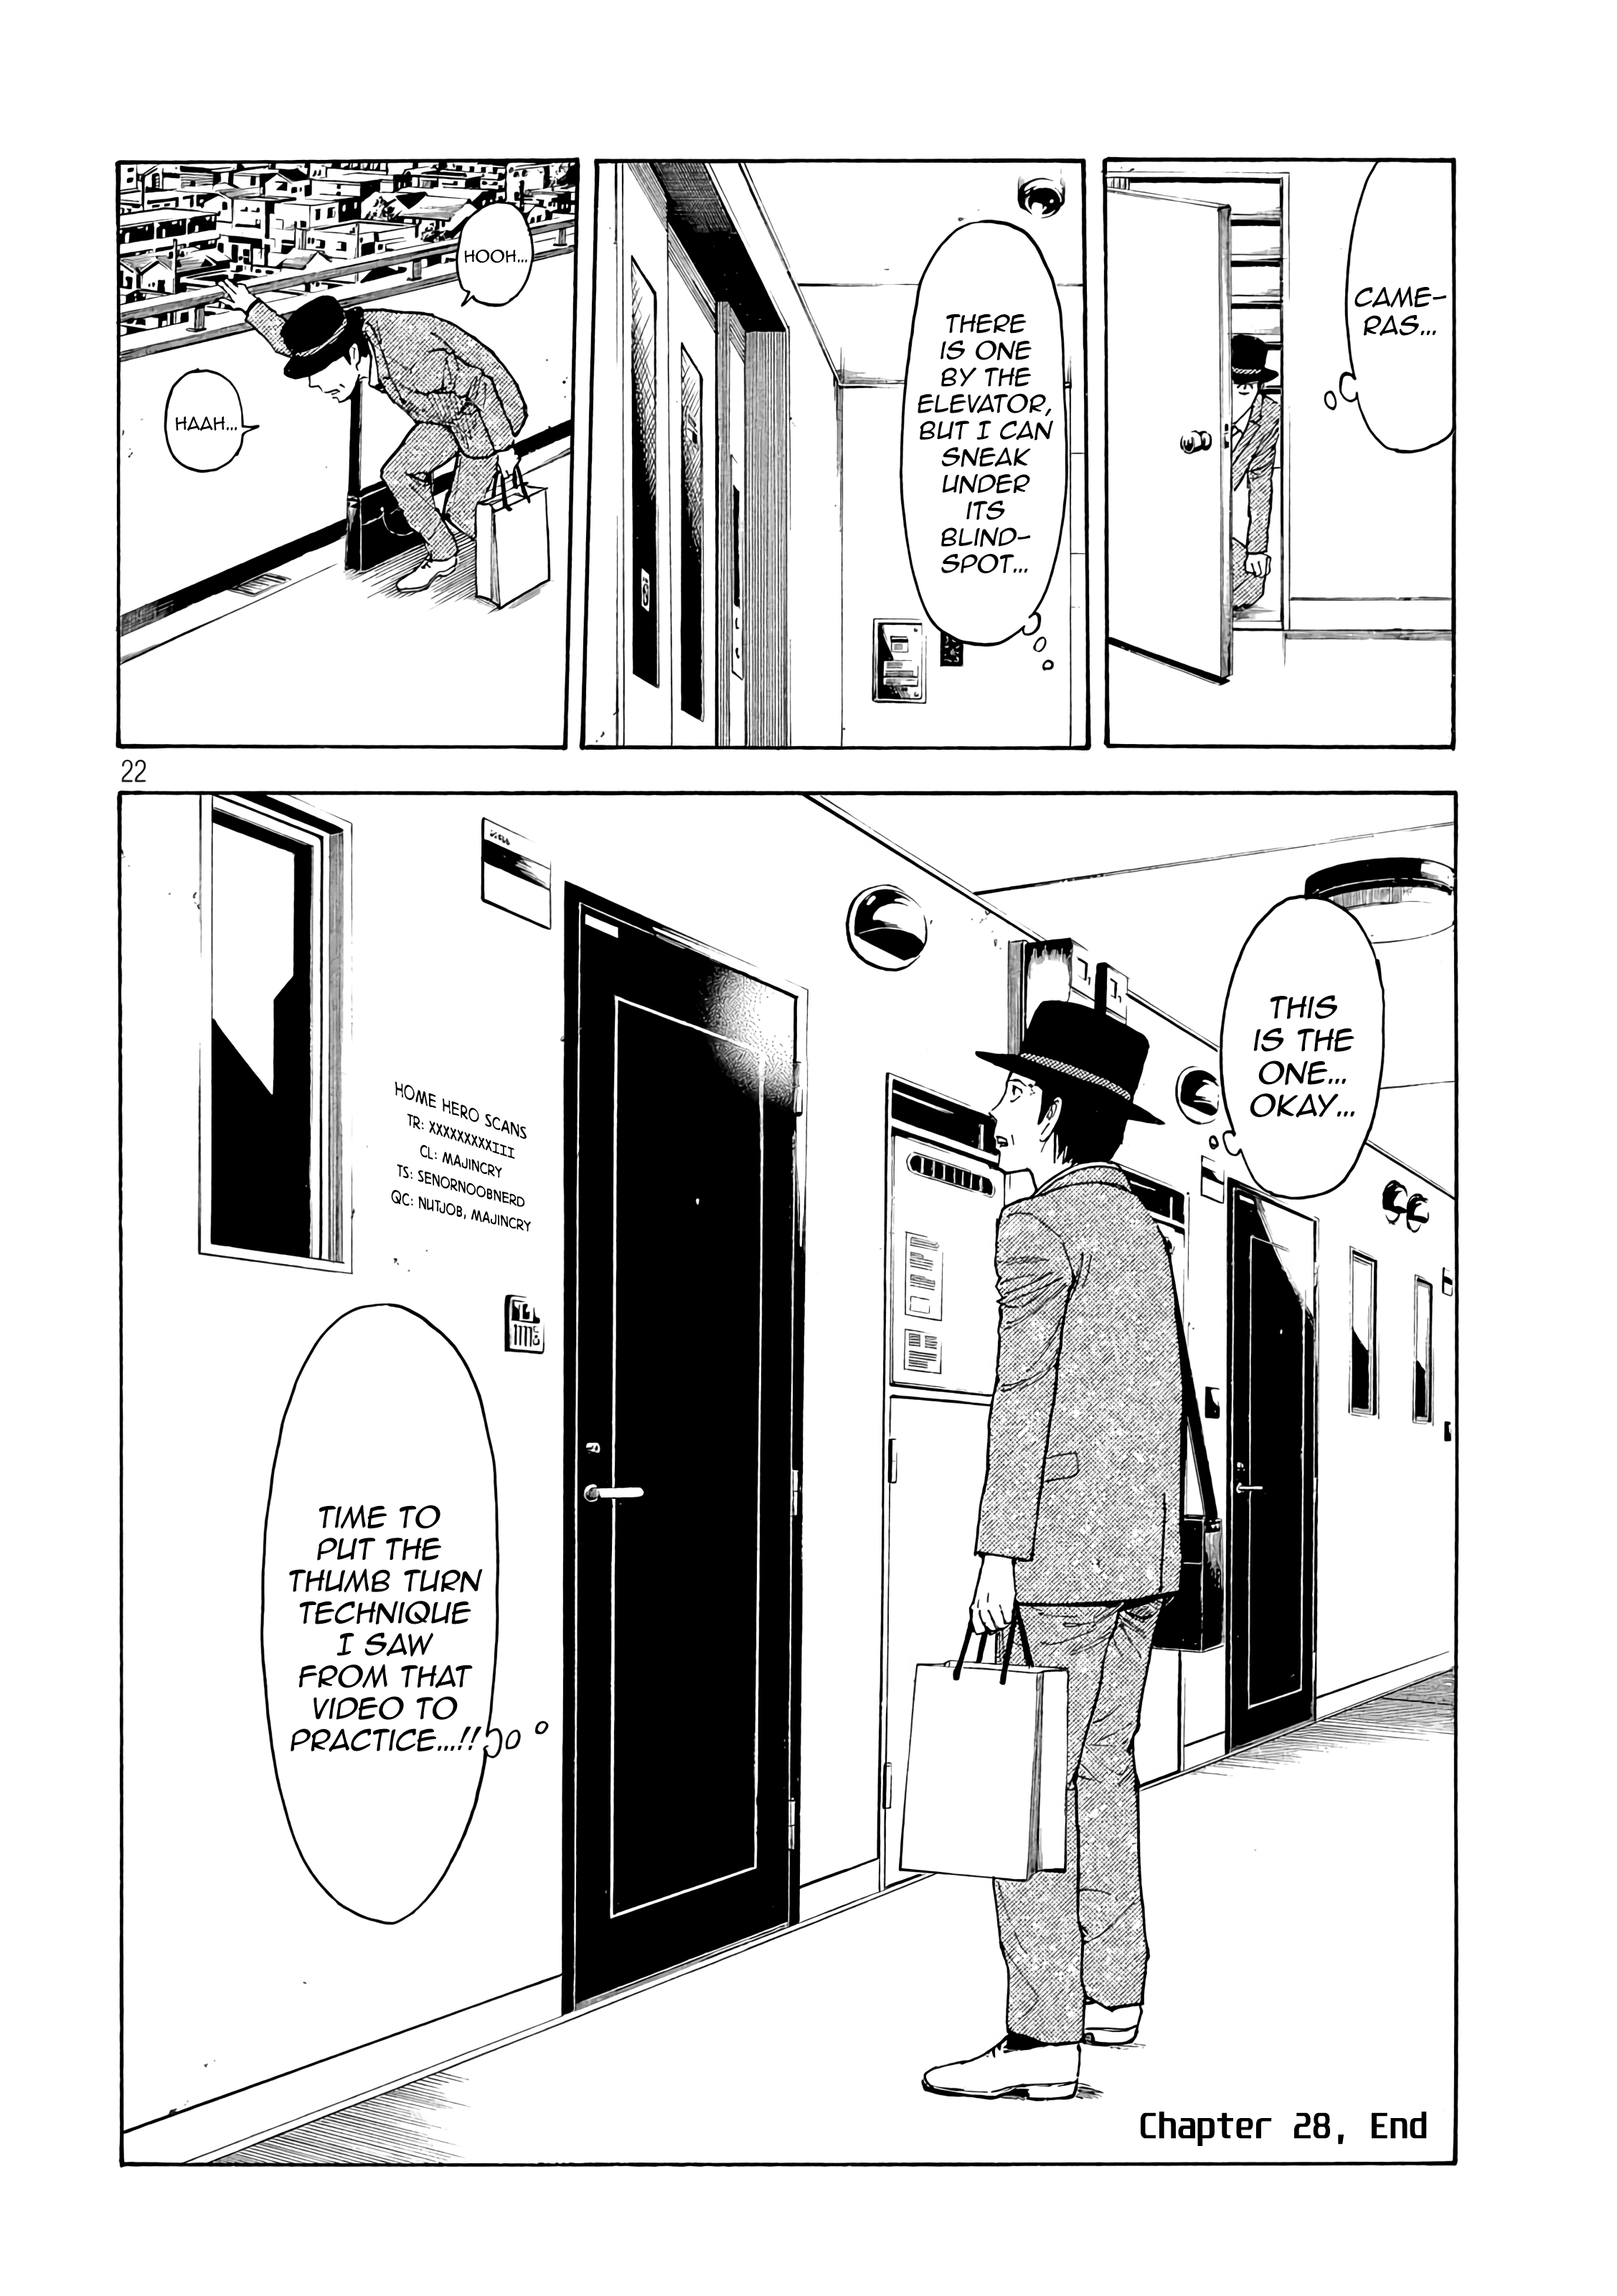 CAME-
RAS...
THERE
IS ONE
BY THE
ELEVATOR,
BUT I CAN
SNEAK
UNDER
ITS
BLIND-
SPOT...
HOOH...
HAAH...
22
THIS
IS THE
ONE...
OKAY...
HOME HERO SCANS
TR: XXXXXXXXXIII
CL: MAJINCRY
TS: SENORNOOBNERD
QC: NUTJOB, MAJINCRY
TIME TO
PUT THE
THUMB TURN
TECHNIQUE
I SAW
FROM THAT
VIDEO TO
PRACTICE...!!
Chapter 28, End